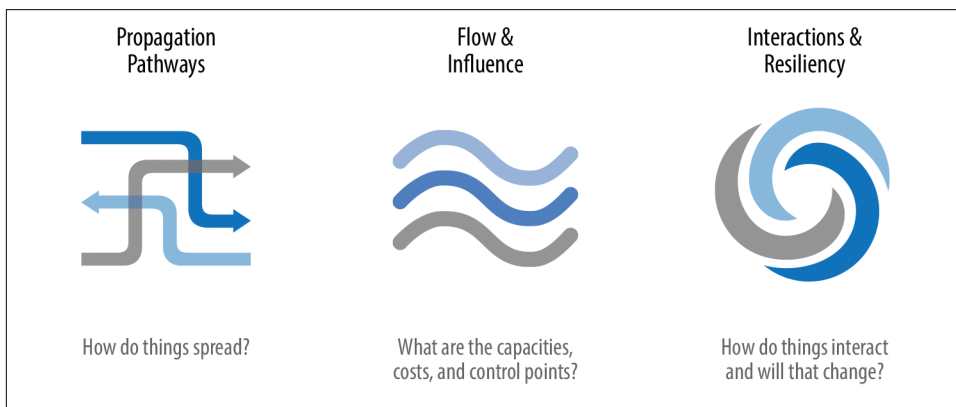 Propagation
Pathways
Flow &
Influence
Interactions &
Resiliency
How do things spread?
What are the capacities,
costs, and control points?
How do things interact
and will that change?